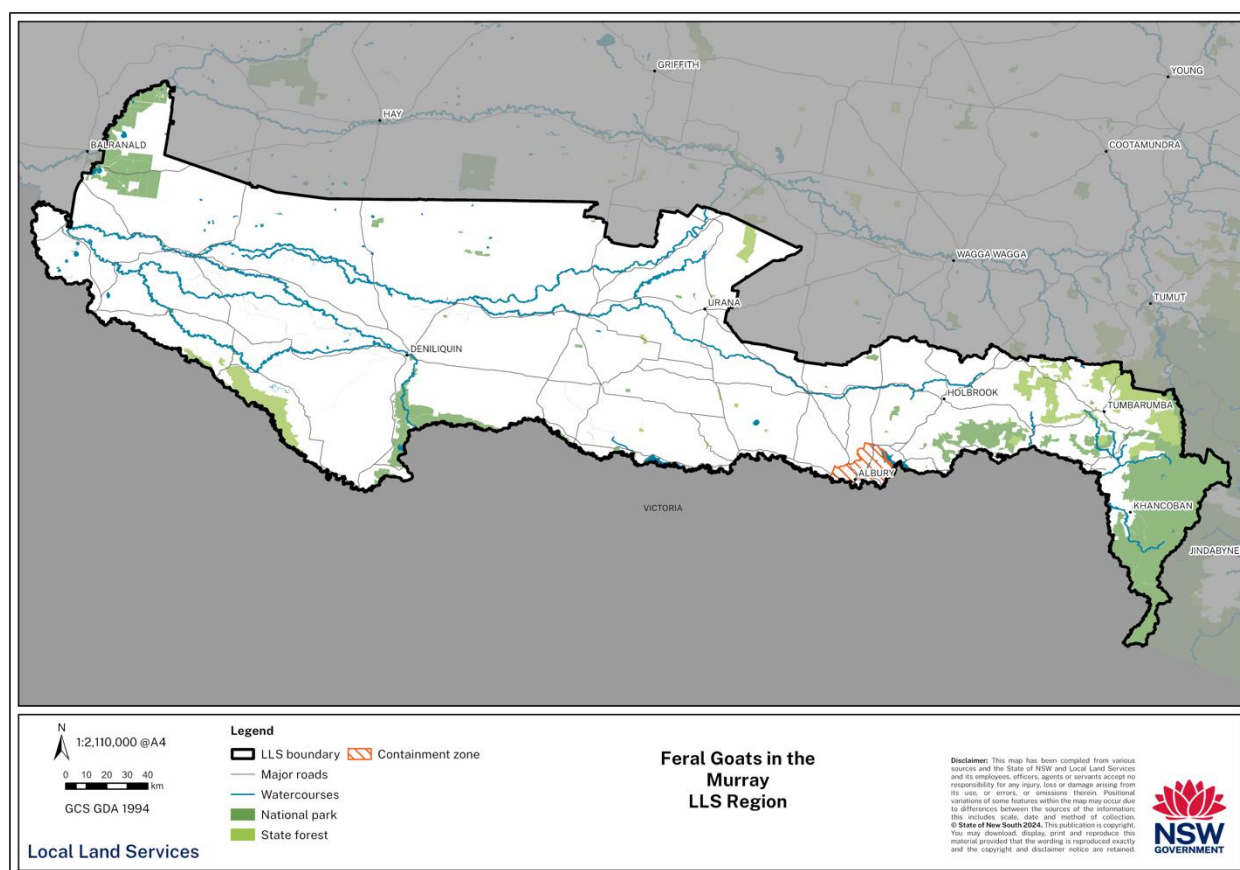 GRIFFITH
YOUNG
HAY
BALRANALD
COOTAMUNDRA
WAGGA WAGGA
TUMUT
URANA
DENILIQUIN
HOLBROOK
TUMBARUMBA
ALBURY
VICTORIA
KHANCOBAN
JINDABYNE
N
1:2,110,000 @A4
0 10 20 30 40
km
GCS GDA 1994
Local Land Services
Legend
LLS boundary
Containment zone
Major roads
Watercourses
National park
State forest
Feral Goats in the
Murray
LLS Region
Disclaimer: This map has been compiled from various
sources and the State of NSW and Local Land Services
and its employees, officers, agents or servants accept no
responsibility for any injury, loss or damage arising from
its use, or errors, or omissions therein. Positional
variations of some features within the map may occur due
to differences between the sources of the information;
this includes scale, date and method of collection.
© State of New South 2024. This publication is copyright.
You may download, display, print and reproduce this
material provided that the wording is reproduced exactly
and the copyright and disclaimer notice are retained.
NSW
GOVERNMENT